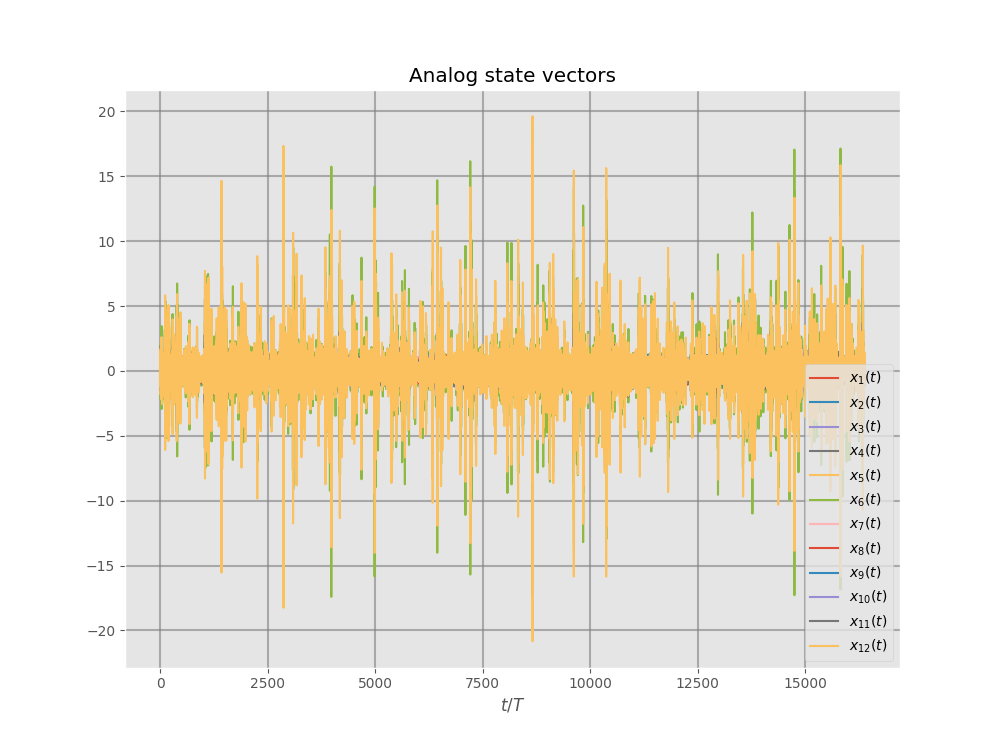 Analog state vectors
20
15
10
5
0
−5
−10
−15
−20
0 2500 5000 7500 10000 12500 15000
t/T
x₁(t)
x₂(t)
x₃(t)
x₄(t)
x₅(t)
x₆(t)
x₇(t)
x₈(t)
x₉(t)
x₁₀(t)
x₁₁(t)
x₁₂(t)